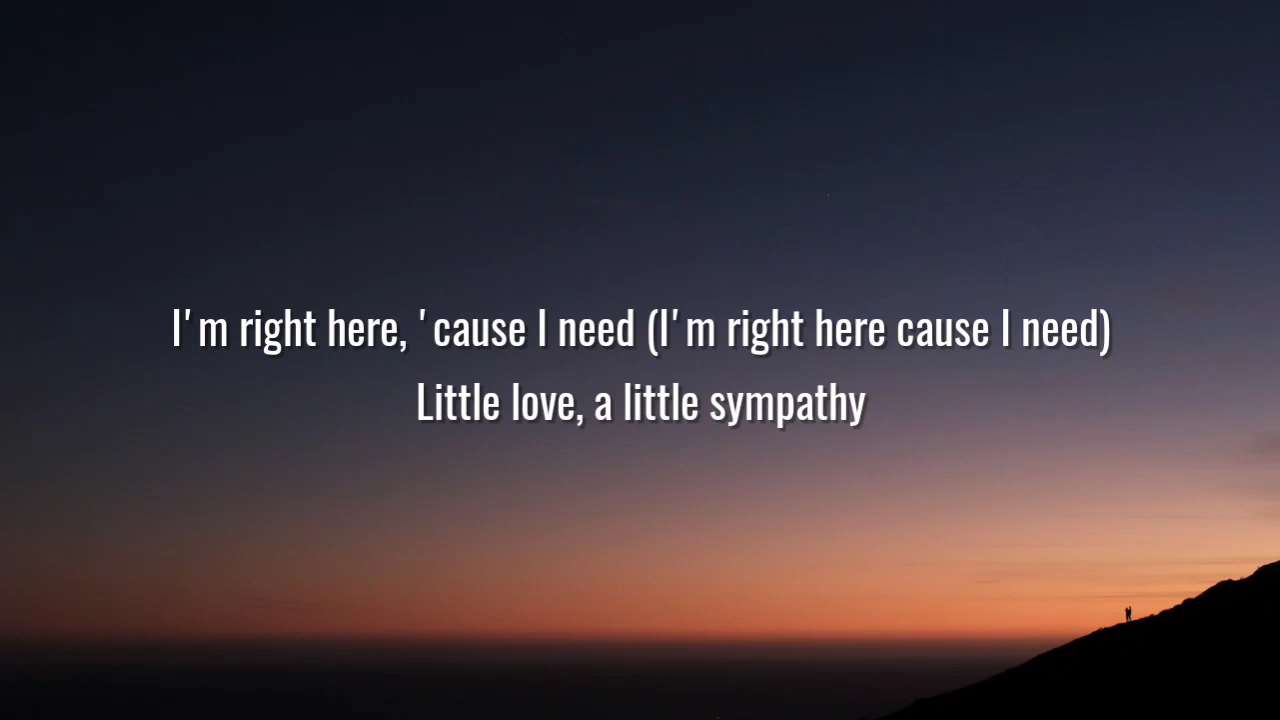 I'm right here, 'cause I need (I'm right here cause I need)
Little love, a little sympathy